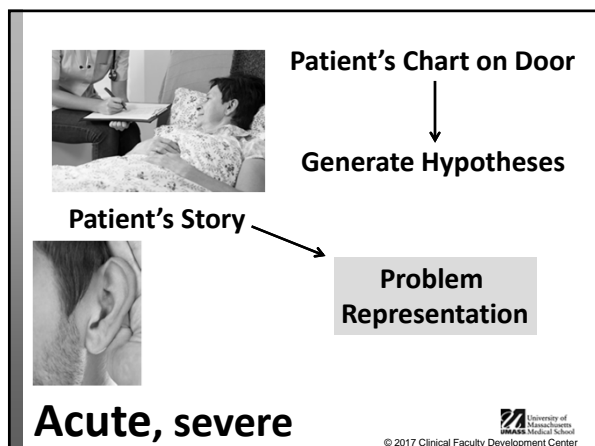 Patient’s Chart on Door
Generate Hypotheses
Patient’s Story
Problem
Representation
Acute, severe
University of
Massachusetts
UMASS Medical School
© 2017 Clinical Faculty Development Center